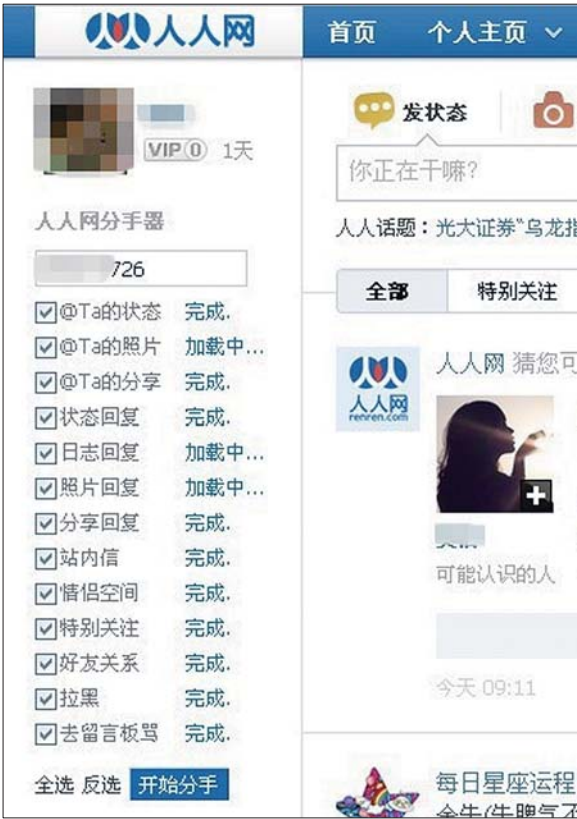 人人网
首页 个人主页
VIP 0 1天
人人网分手器
726
@Ta的状态 完成.
@Ta的照片 加载中...
@Ta的分享 完成.
状态回复 完成.
日志回复 加载中...
照片回复 加载中...
分享回复 完成.
站内信 完成.
情侣空间 完成.
特别关注 完成.
好友关系 完成.
拉黑 完成.
去留言板骂 完成.
全选 反选 开始分手
发状态
你正在干嘛?
人人话题：光大证券“乌龙指
全部 特别关注
人人网
renren.com
人人网 猜您可
可能认识的人
今天 09:11
每日星座运程
金牛(牛脾气不